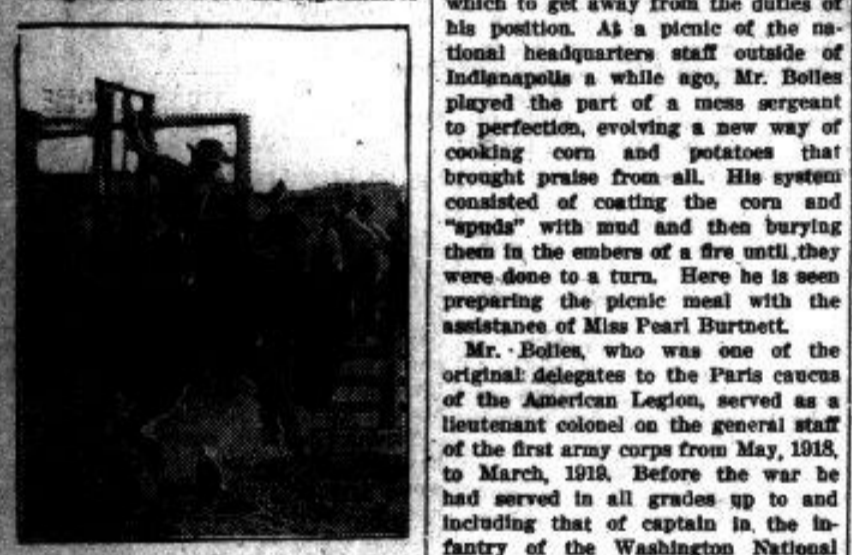 which to get away from the duties of
his position. At a picnic of the na-
tional headquarters staff outside of
Indianapolis a while ago, Mr. Bolles
played the part of a mess sergeant
to perfection, evolving a new way of
cooking corn and potatoes that
brought praise from all. His system
consisted of coating the corn and
"spuds" with mud and then burying
them in the embers of a fire until they
were done to a turn. Here he is seen
preparing the picnic meal with the
assistance of Miss Pearl Burtnett.
Mr. Bolles, who was one of the
original delegates to the Paris caucus
of the American Legion, served as a
lieutenant colonel on the general staff
of the first army corps from May, 1918,
to March, 1919. Before the war he
had served in all grades up to and
including that of captain in the in-
fantry of the Washington National